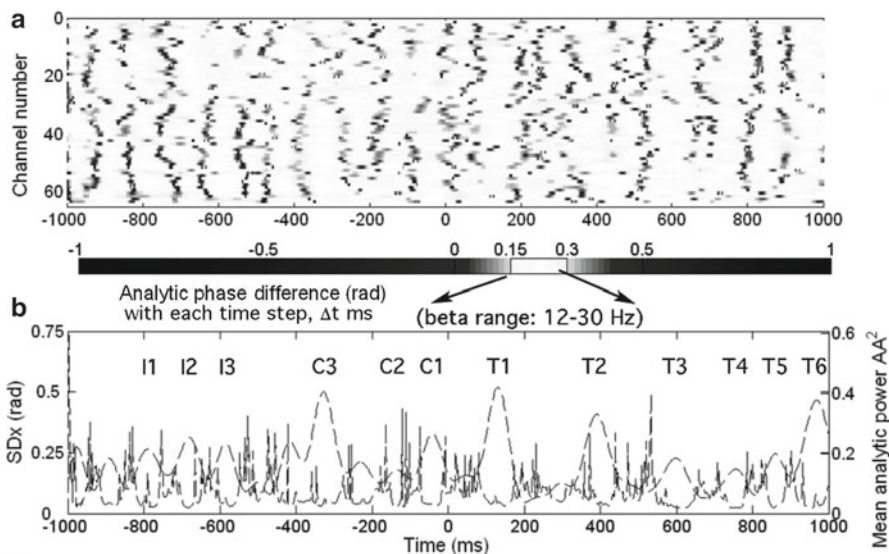 a
Channel number
0
20
40
60
-1000 -800 -600 -400 -200 0 200 400 600 800 1000
-1 -0.5 0 0.15 0.3 0.5 1
Analytic phase difference (rad)
with each time step, Δt ms
(beta range: 12-30 Hz)
b
SDx (rad)
0.75
0.5
0.25
0
I1 I2 I3 C3 C2 C1 T1 T2 T3 T4 T5 T6
0.6
0.4
0.2
0
Mean analytic power AA²
-1000 -800 -600 -400 -200 0 200 400 600 800 1000
Time (ms)